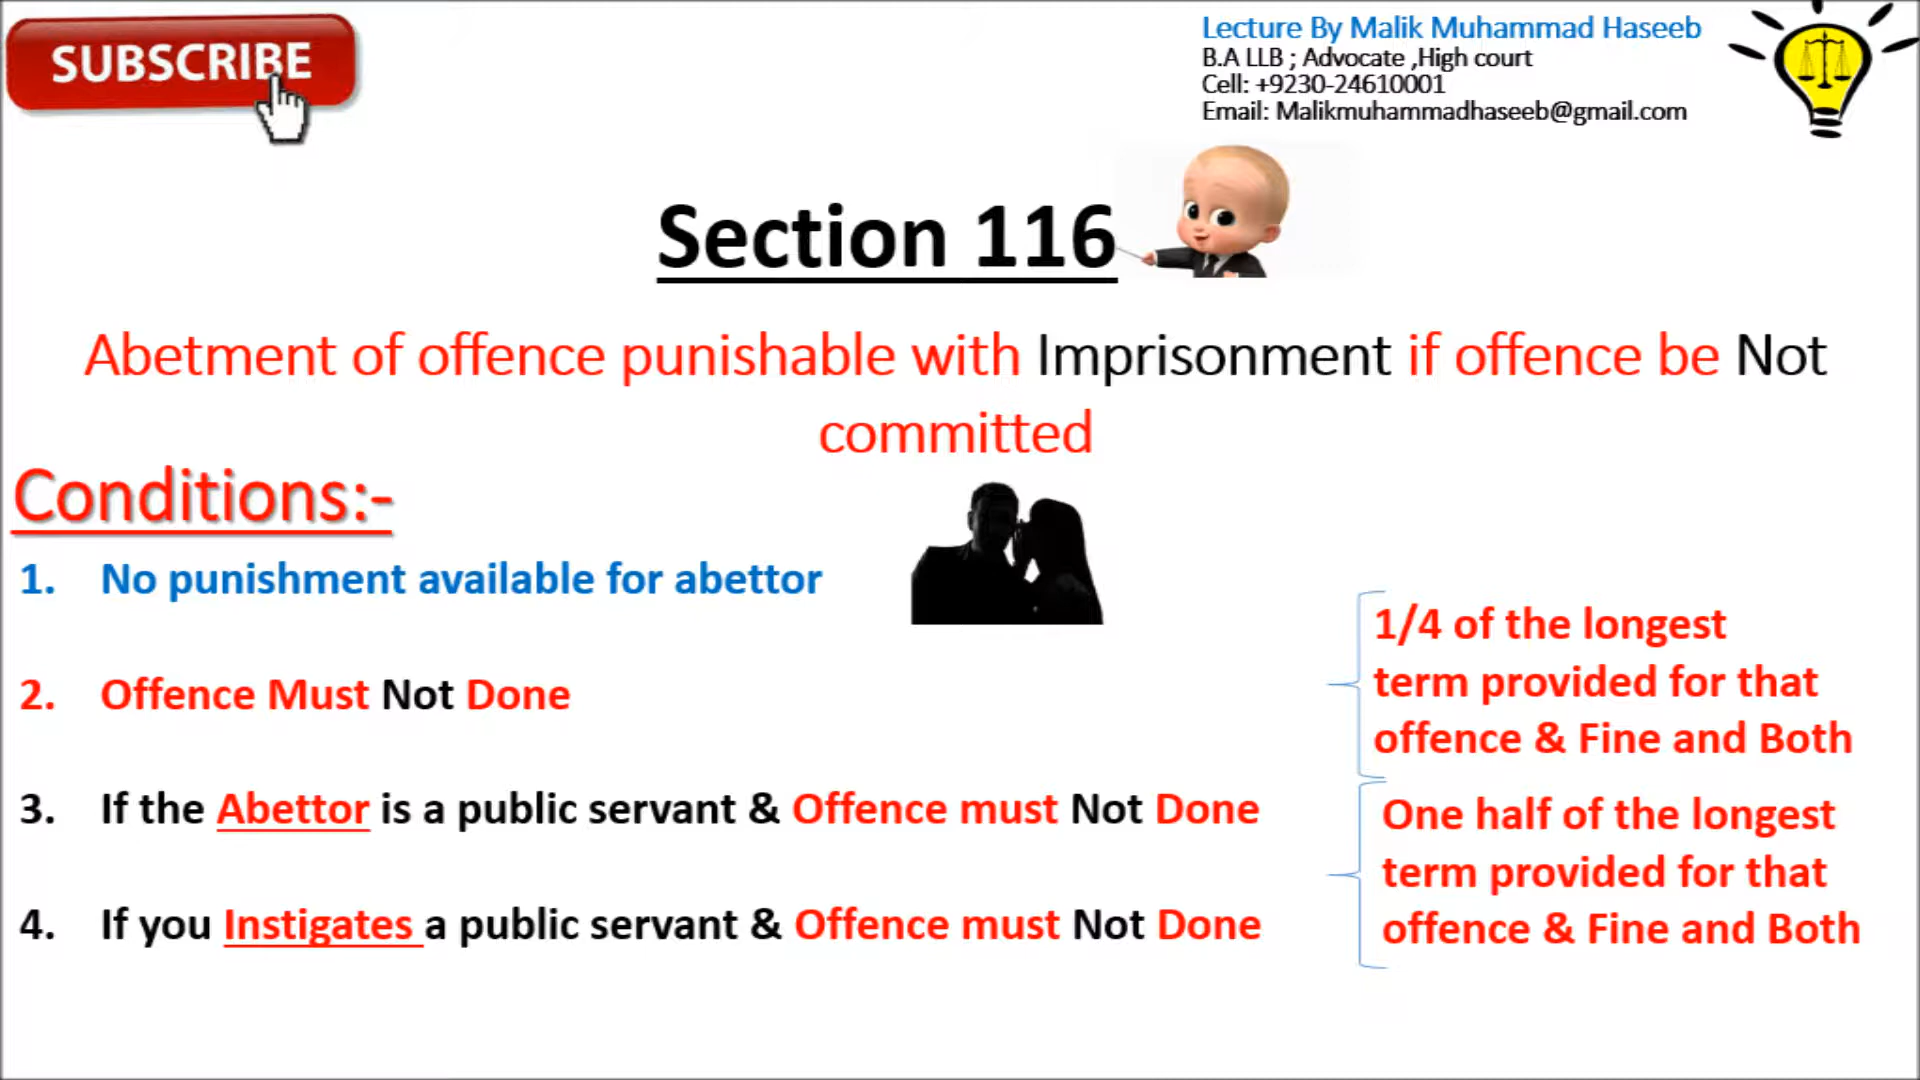 SUBSCRIBE
Lecture By Malik Muhammad Haseeb
B.A LLB ; Advocate ,High court
Cell: +9230-24610001
Email: Malikmuhammadhaseeb@gmail.com
Section 116
Abetment of offence punishable with Imprisonment if offence be Not
committed
Conditions:-
1. No punishment available for abettor
2. Offence Must Not Done
1/4 of the longest
term provided for that
offence & Fine and Both
3. If the Abettor is a public servant & Offence must Not Done
4. If you Instigates a public servant & Offence must Not Done
One half of the longest
term provided for that
offence & Fine and Both